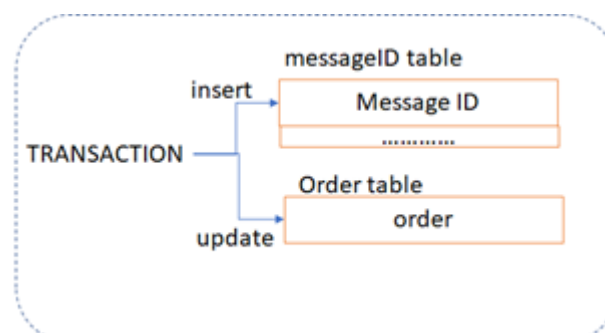 messageID table
insert
Message ID
............
TRANSACTION
Order table
order
update